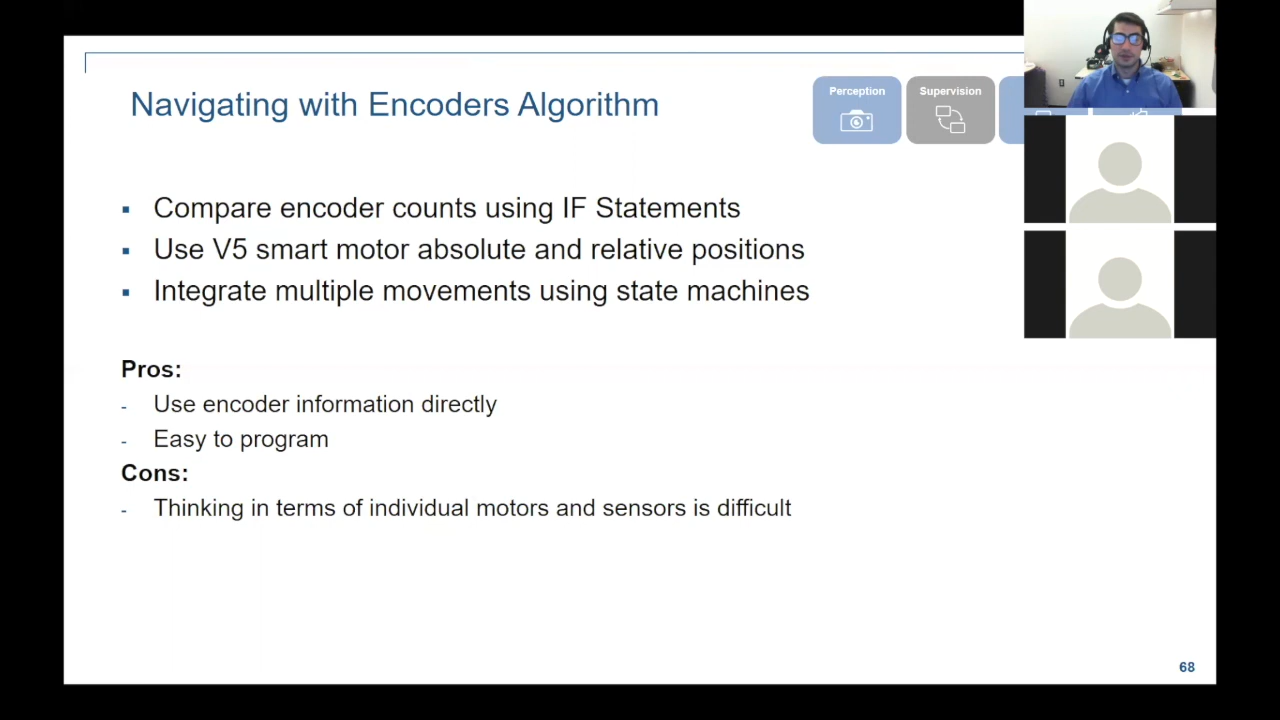 Navigating with Encoders Algorithm
Perception
Supervision
▪ Compare encoder counts using IF Statements
▪ Use V5 smart motor absolute and relative positions
▪ Integrate multiple movements using state machines
Pros:
- Use encoder information directly
- Easy to program
Cons:
- Thinking in terms of individual motors and sensors is difficult
68